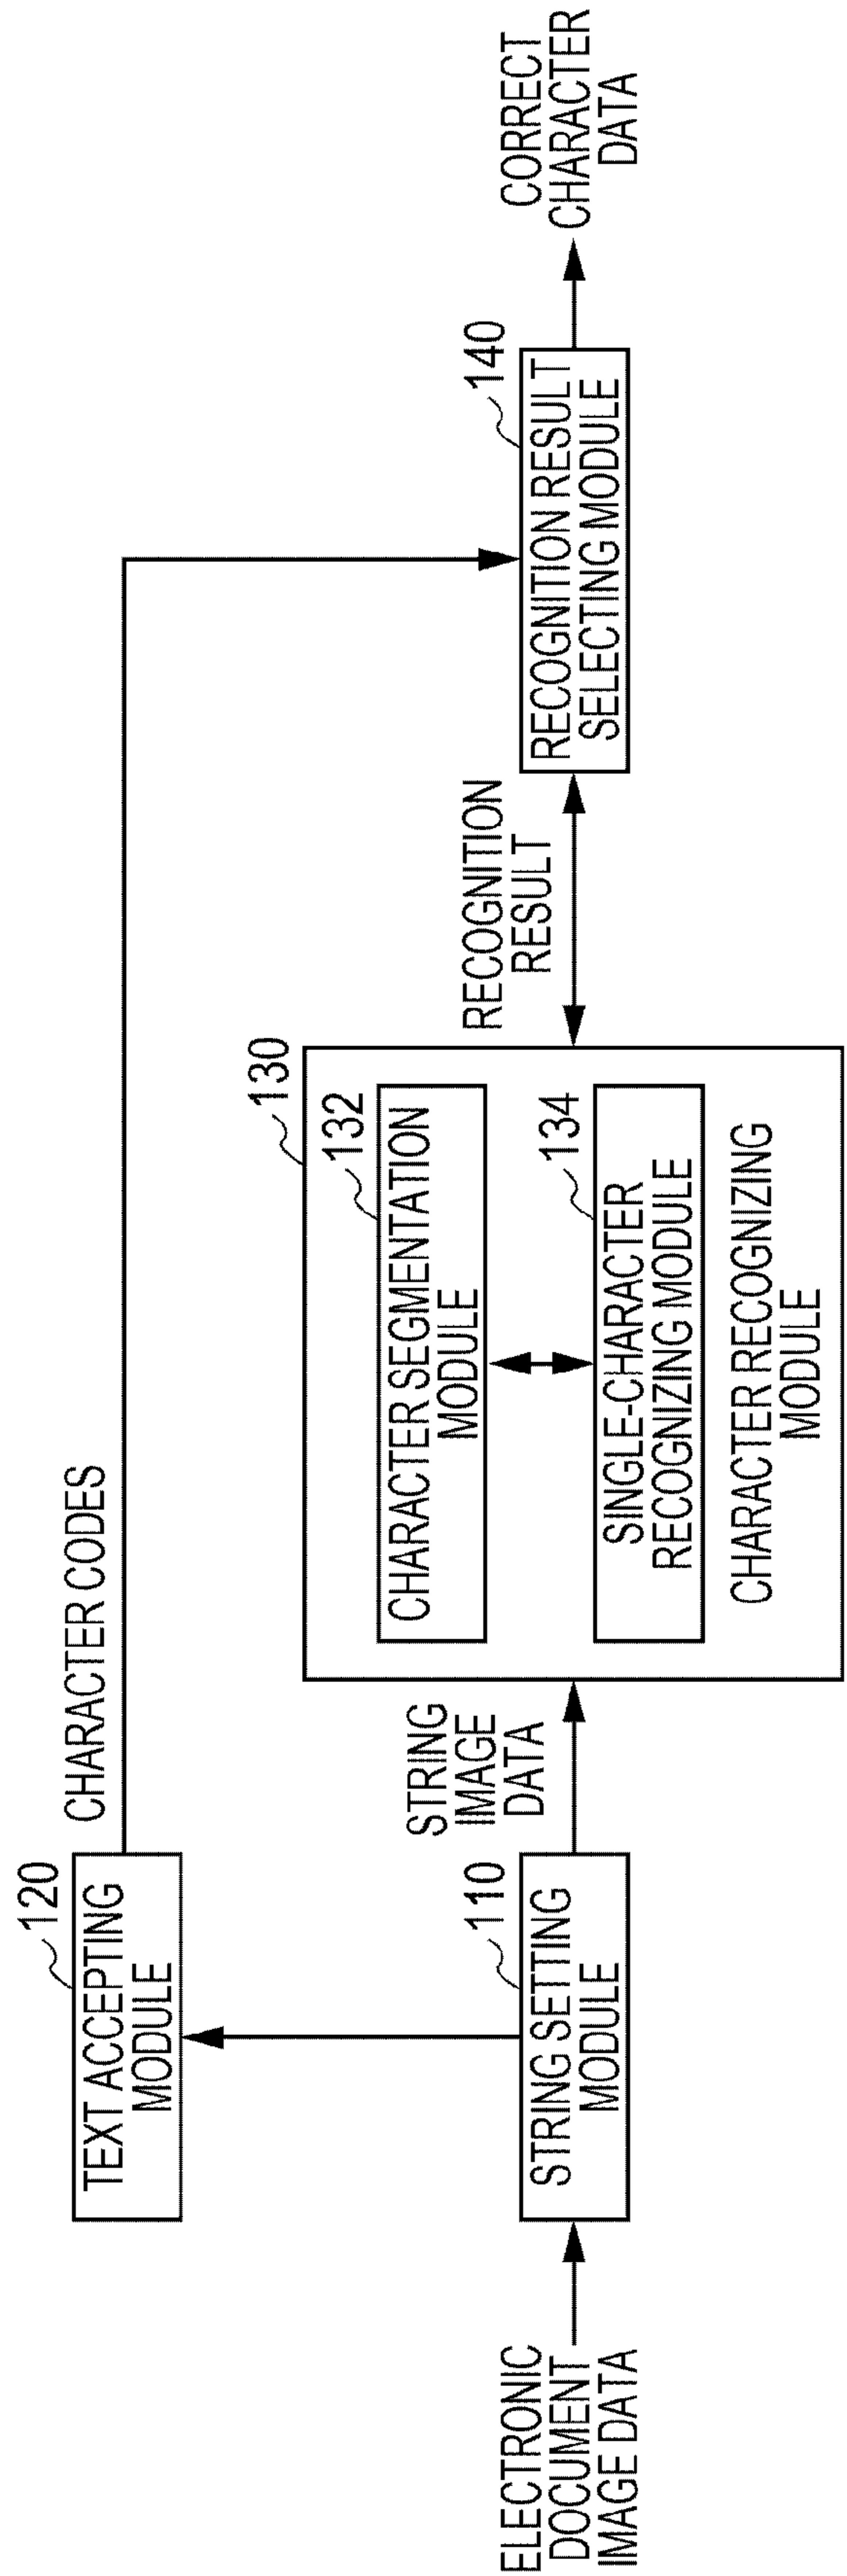 ELECTRONIC
DOCUMENT
IMAGE DATA
110
STRING SETTING
MODULE
120
TEXT ACCEPTING
MODULE
CHARACTER CODES
STRING
IMAGE
DATA
130
132
CHARACTER SEGMENTATION
MODULE
134
SINGLE-CHARACTER
RECOGNIZING MODULE
CHARACTER RECOGNIZING
MODULE
RECOGNITION
RESULT
140
RECOGNITION RESULT
SELECTING MODULE
CORRECT
CHARACTER
DATA